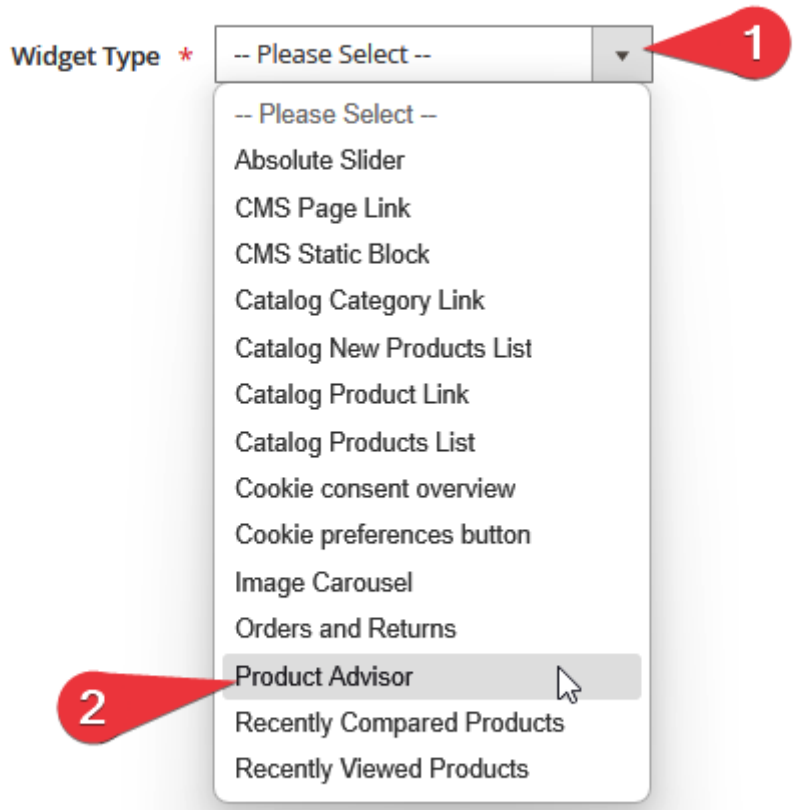 Widget Type * -- Please Select -- 1
-- Please Select --
Absolute Slider
CMS Page Link
CMS Static Block
Catalog Category Link
Catalog New Products List
Catalog Product Link
Catalog Products List
Cookie consent overview
Cookie preferences button
Image Carousel
Orders and Returns
Product Advisor
2
Recently Compared Products
Recently Viewed Products